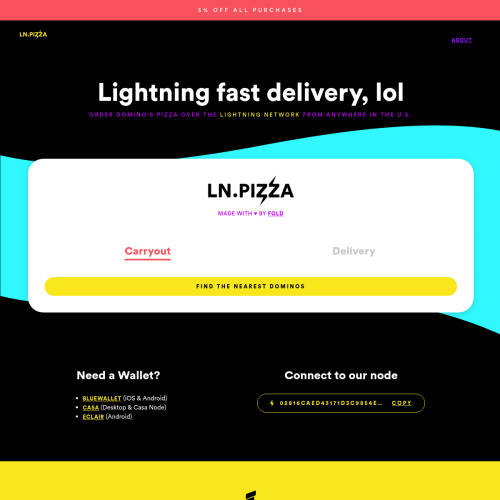 5% OFF ALL PURCHASES
LN.PIZZA
ABOUT
Lightning fast delivery, lol
ORDER DOMINO'S PIZZA OVER THE LIGHTNING NETWORK FROM ANYWHERE IN THE U.S.
LN.PIZZA
MADE WITH ♥ BY FOLD
Carryout
Delivery
FIND THE NEAREST DOMINOS
Need a Wallet?
Connect to our node
• BLUEWALLET (iOS & Android)
• CASA (Desktop & Casa Node)
• ECLAIR (Android)
02816CAED43171D3C9854E... COPY